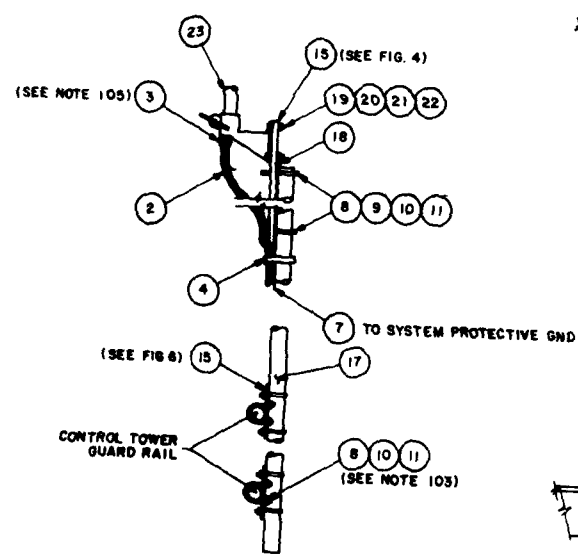 23
15 (SEE FIG. 4)
(SEE NOTE 105) 3
19 20 21 22
18
2
8 9 10 11
4
7 TO SYSTEM PROTECTIVE GND
(SEE FIG 6) 15
17
CONTROL TOWER
GUARD RAIL
8 10 11
(SEE NOTE 103)